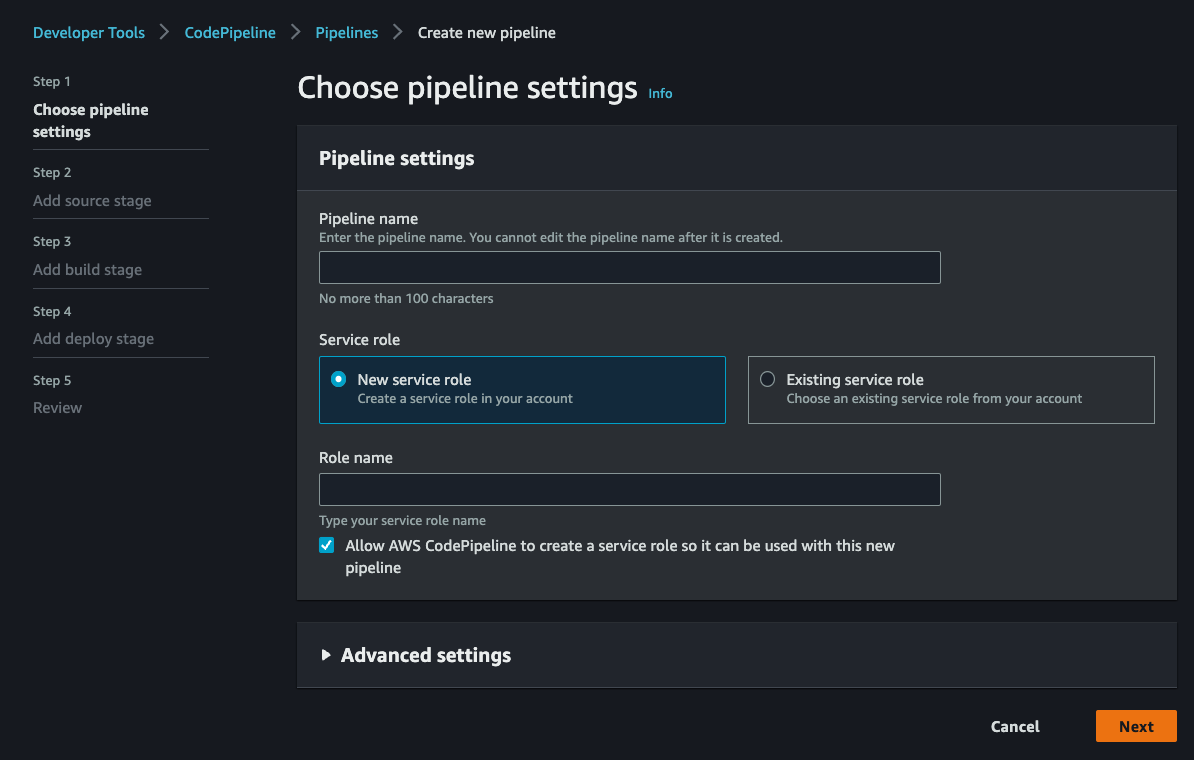 Developer Tools
CodePipeline
Pipelines
Create new pipeline
Step 1
Choose pipeline
settings
Step 2
Add source stage
Step 3
Add build stage
Step 4
Add deploy stage
Step 5
Review
Choose pipeline settings Info
Pipeline settings
Pipeline name
Enter the pipeline name. You cannot edit the pipeline name after it is created.
No more than 100 characters
Service role
New service role
Create a service role in your account
Existing service role
Choose an existing service role from your account
Role name
Type your service role name
Allow AWS CodePipeline to create a service role so it can be used with this new
pipeline
Advanced settings
Cancel
Next